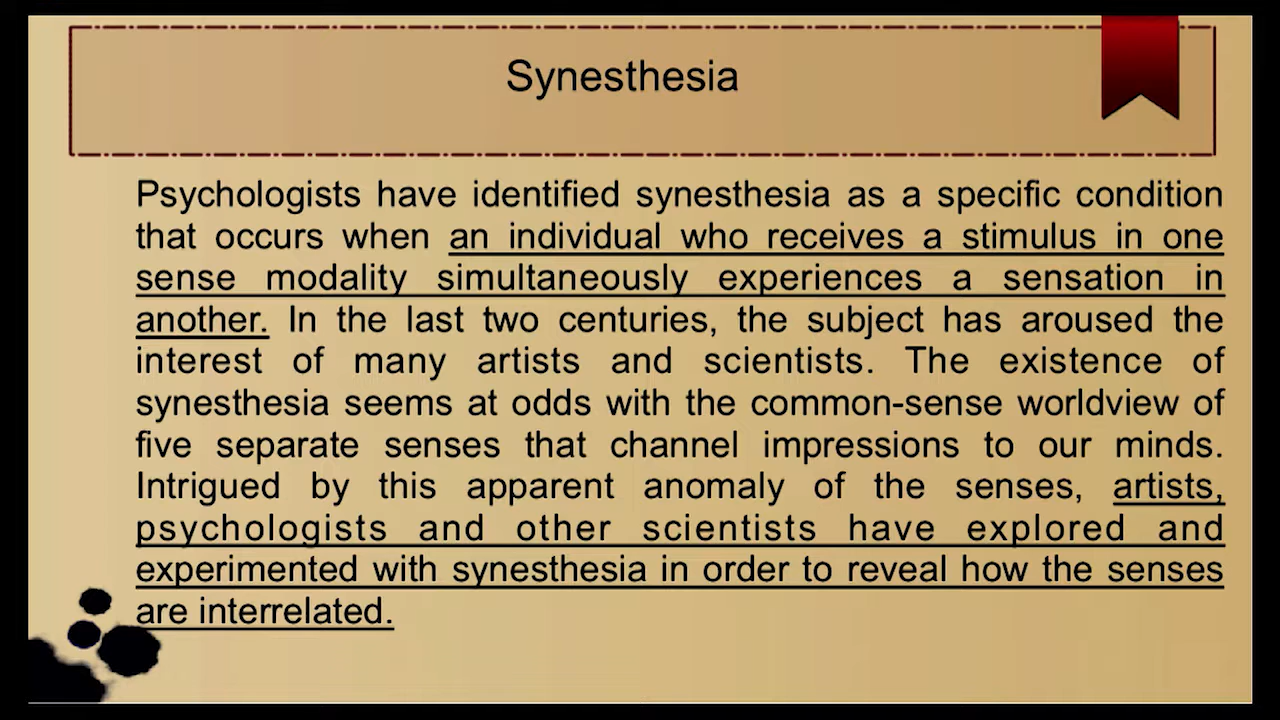 Synesthesia
Psychologists have identified synesthesia as a specific condition
that occurs when an individual who receives a stimulus in one
sense modality simultaneously experiences a sensation in
another. In the last two centuries, the subject has aroused the
interest of many artists and scientists. The existence of
synesthesia seems at odds with the common-sense worldview of
five separate senses that channel impressions to our minds.
Intrigued by this apparent anomaly of the senses, artists,
psychologists and other scientists have explored and
experimented with synesthesia in order to reveal how the senses
are interrelated.